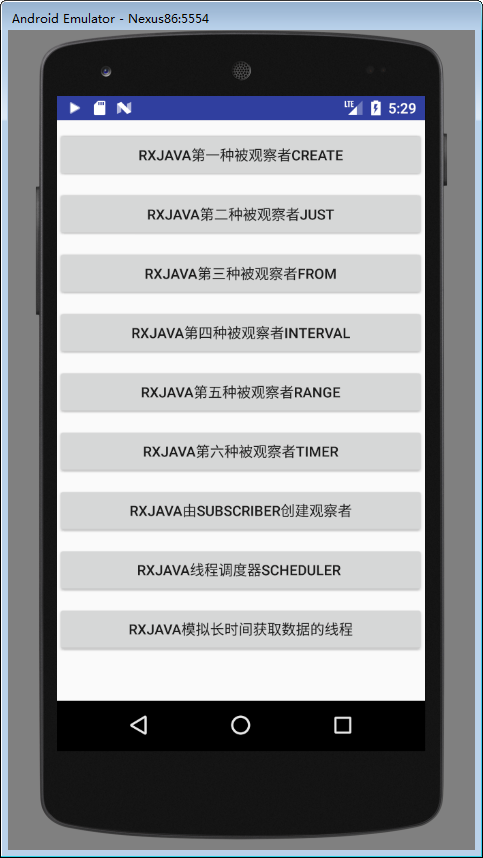 Android Emulator - Nexus86:5554
LTE 5:29
RXJAVA第一种被观察者CREATE
RXJAVA第二种被观察者JUST
RXJAVA第三种被观察者FROM
RXJAVA第四种被观察者INTERVAL
RXJAVA第五种被观察者RANGE
RXJAVA第六种被观察者TIMER
RXJAVA由SUBSCRIBER创建观察者
RXJAVA线程调度器SCHEDULER
RXJAVA模拟长时间获取数据的线程